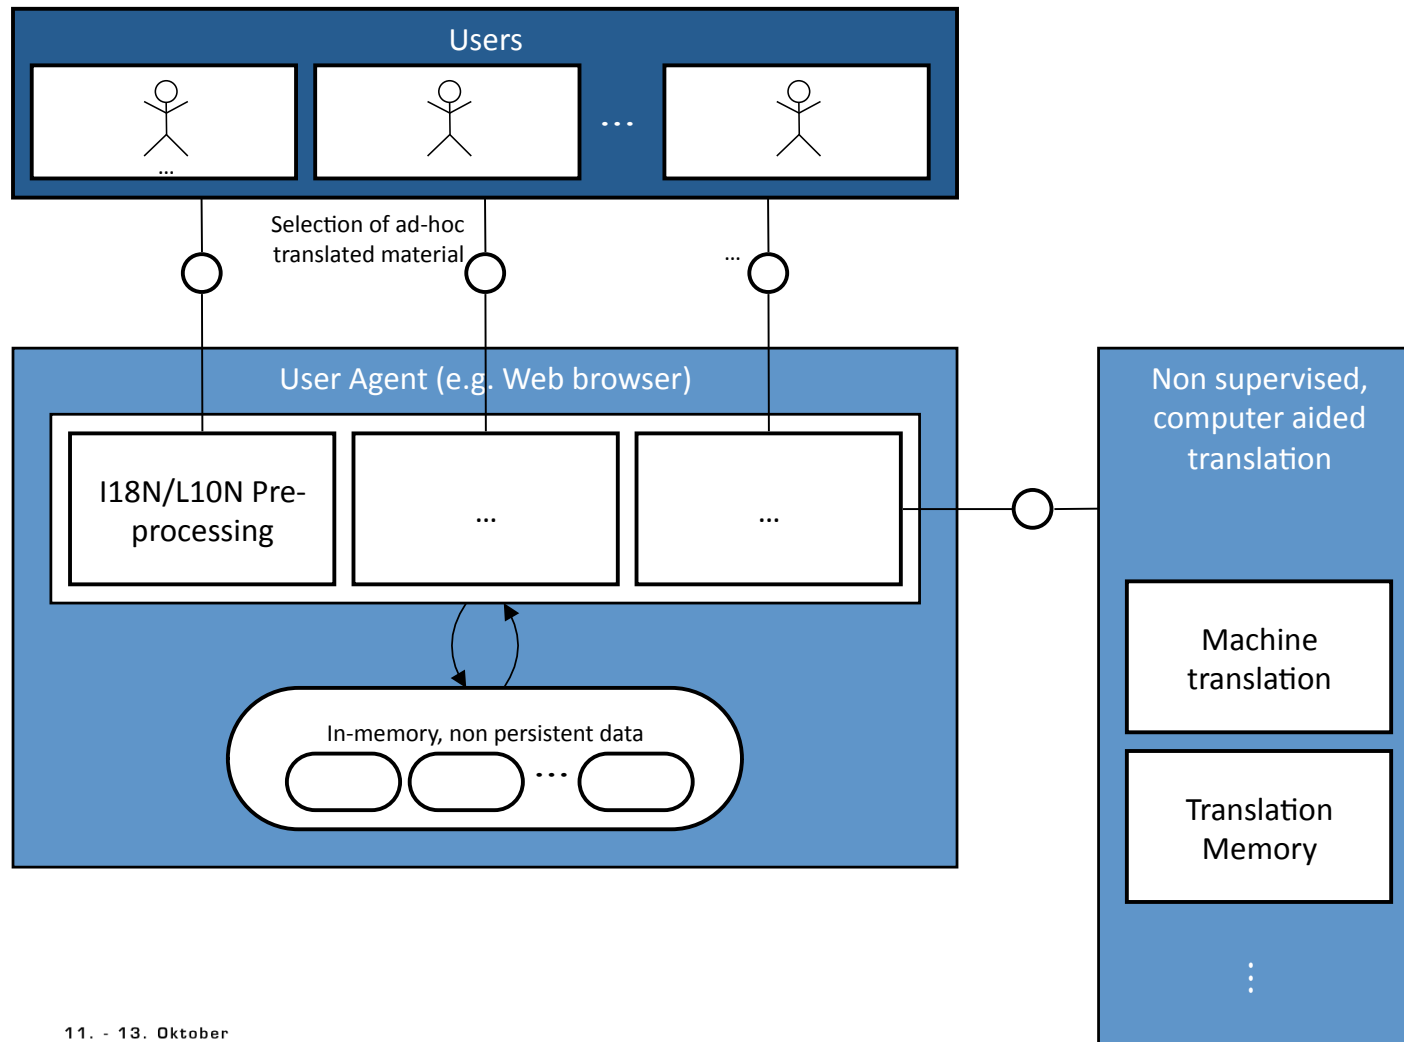 Users
...
...
Selection of ad-hoc
translated material
...
User Agent (e.g. Web browser)
I18N/L10N Pre-
processing
...
...
In-memory, non persistent data
...
Non supervised,
computer aided
translation
Machine
translation
Translation
Memory
...
11. - 13. Oktober